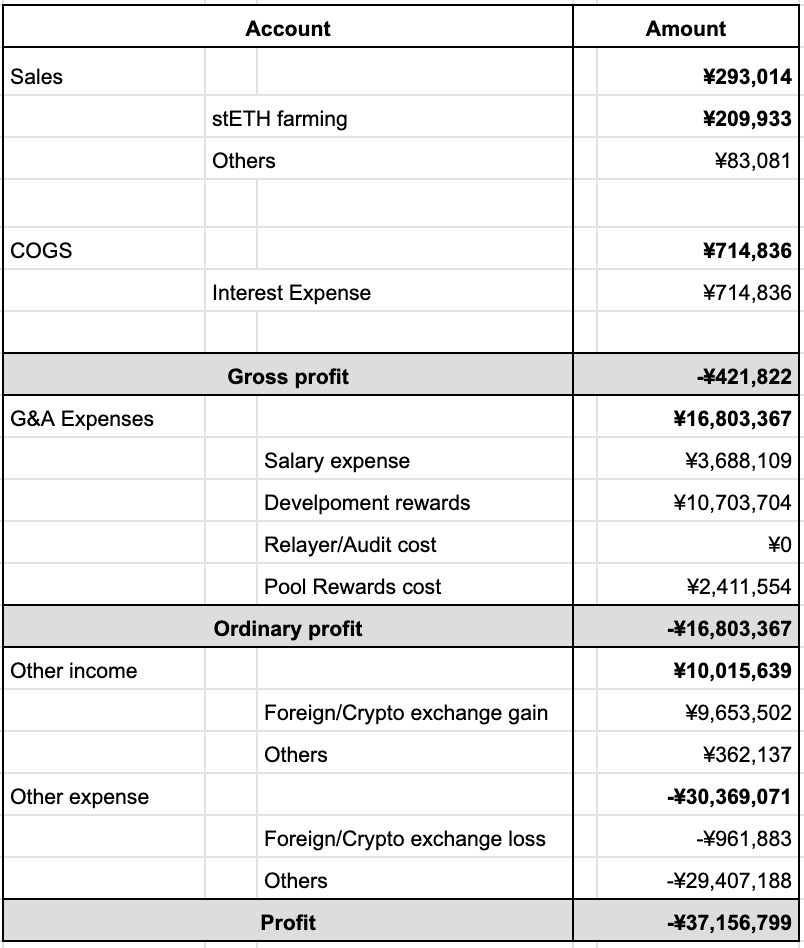 Account Amount
Sales ¥293,014
stETH farming ¥209,933
Others ¥83,081
COGS ¥714,836
Interest Expense ¥714,836
Gross profit -¥421,822
G&A Expenses ¥16,803,367
Salary expense ¥3,688,109
Develpoment rewards ¥10,703,704
Relayer/Audit cost ¥0
Pool Rewards cost ¥2,411,554
Ordinary profit -¥16,803,367
Other income ¥10,015,639
Foreign/Crypto exchange gain ¥9,653,502
Others ¥362,137
Other expense -¥30,369,071
Foreign/Crypto exchange loss -¥961,883
Others -¥29,407,188
Profit -¥37,156,799